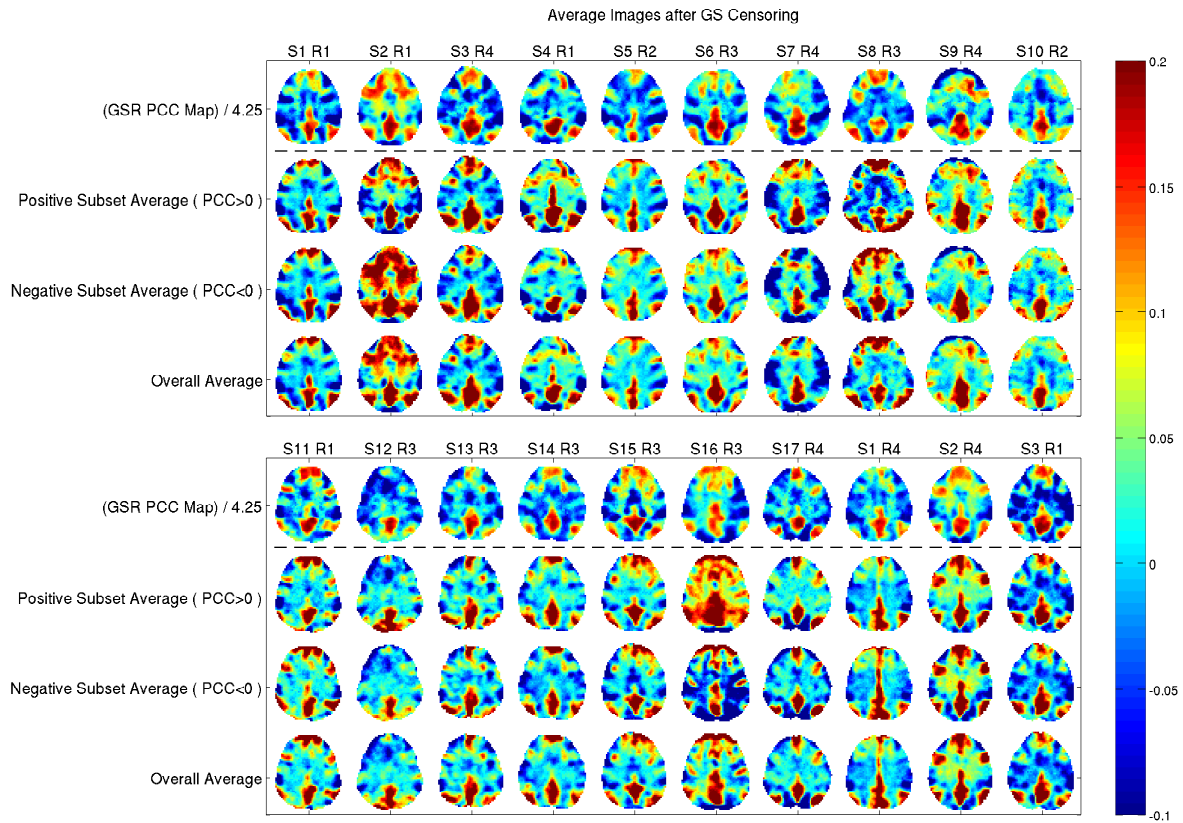 Average Images after GS Censoring
S1 R1 S2 R1 S3 R4 S4 R1 S5 R2 S6 R3 S7 R4 S8 R3 S9 R4 S10 R2
(GSR PCC Map) / 4.25
Positive Subset Average ( PCC>0 )
Negative Subset Average ( PCC<0 )
Overall Average
S11 R1 S12 R3 S13 R3 S14 R3 S15 R3 S16 R3 S17 R4 S1 R4 S2 R4 S3 R1
(GSR PCC Map) / 4.25
Positive Subset Average ( PCC>0 )
Negative Subset Average ( PCC<0 )
Overall Average
0.2
0.15
0.1
0.05
0
-0.05
-0.1